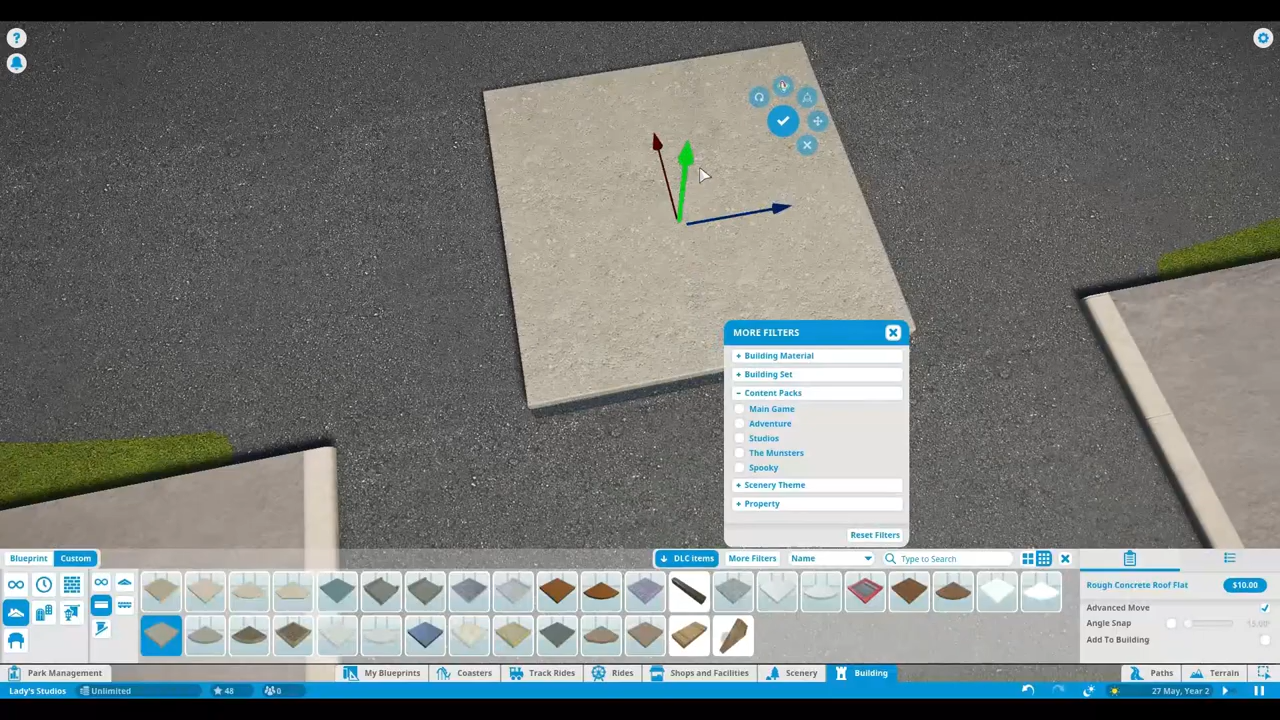 MORE FILTERS
+ Building Material
+ Building Set
- Content Packs
Main Game
Adventure
Studios
The Munsters
Spooky
+ Scenery Theme
+ Property
Reset Filters
Blueprint
Custom
DLC items
More Filters
Name
Type to Search
Rough Concrete Roof Flat
$10.00
Advanced Move
Angle Snap
15.00°
Add To Building
Park Management
My Blueprints
Coasters
Track Rides
Rides
Shops and Facilities
Scenery
Building
Paths
Terrain
Lady's Studios
Unlimited
48
0
27 May, Year 2